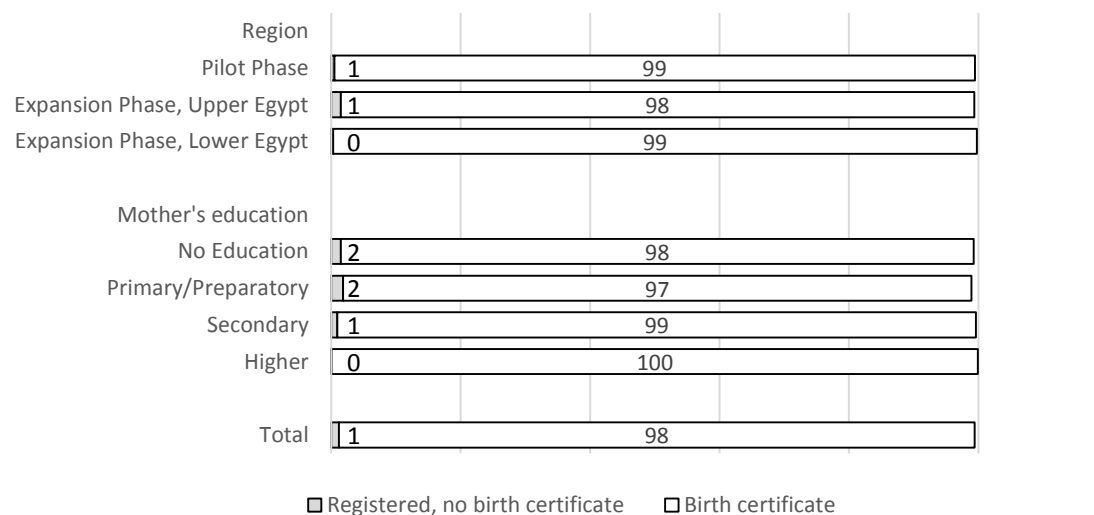 Region
Pilot Phase 1 99
Expansion Phase, Upper Egypt 1 98
Expansion Phase, Lower Egypt 0 99
Mother's education
No Education 2 98
Primary/Preparatory 2 97
Secondary 1 99
Higher 0 100
Total 1 98
Registered, no birth certificate Birth certificate